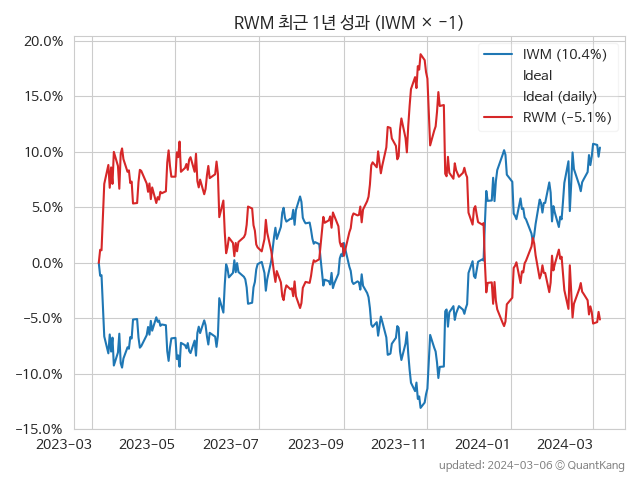 RWM 최근 1년 성과 (IWM × −1)
20.0%
15.0%
10.0%
5.0%
0.0%
−5.0%
−10.0%
−15.0%
IWM (10.4%)
Ideal
Ideal (daily)
RWM (−5.1%)
2023-03 2023-05 2023-07 2023-09 2023-11 2024-01 2024-03
updated: 2024-03-06 ⓒ QuantKang